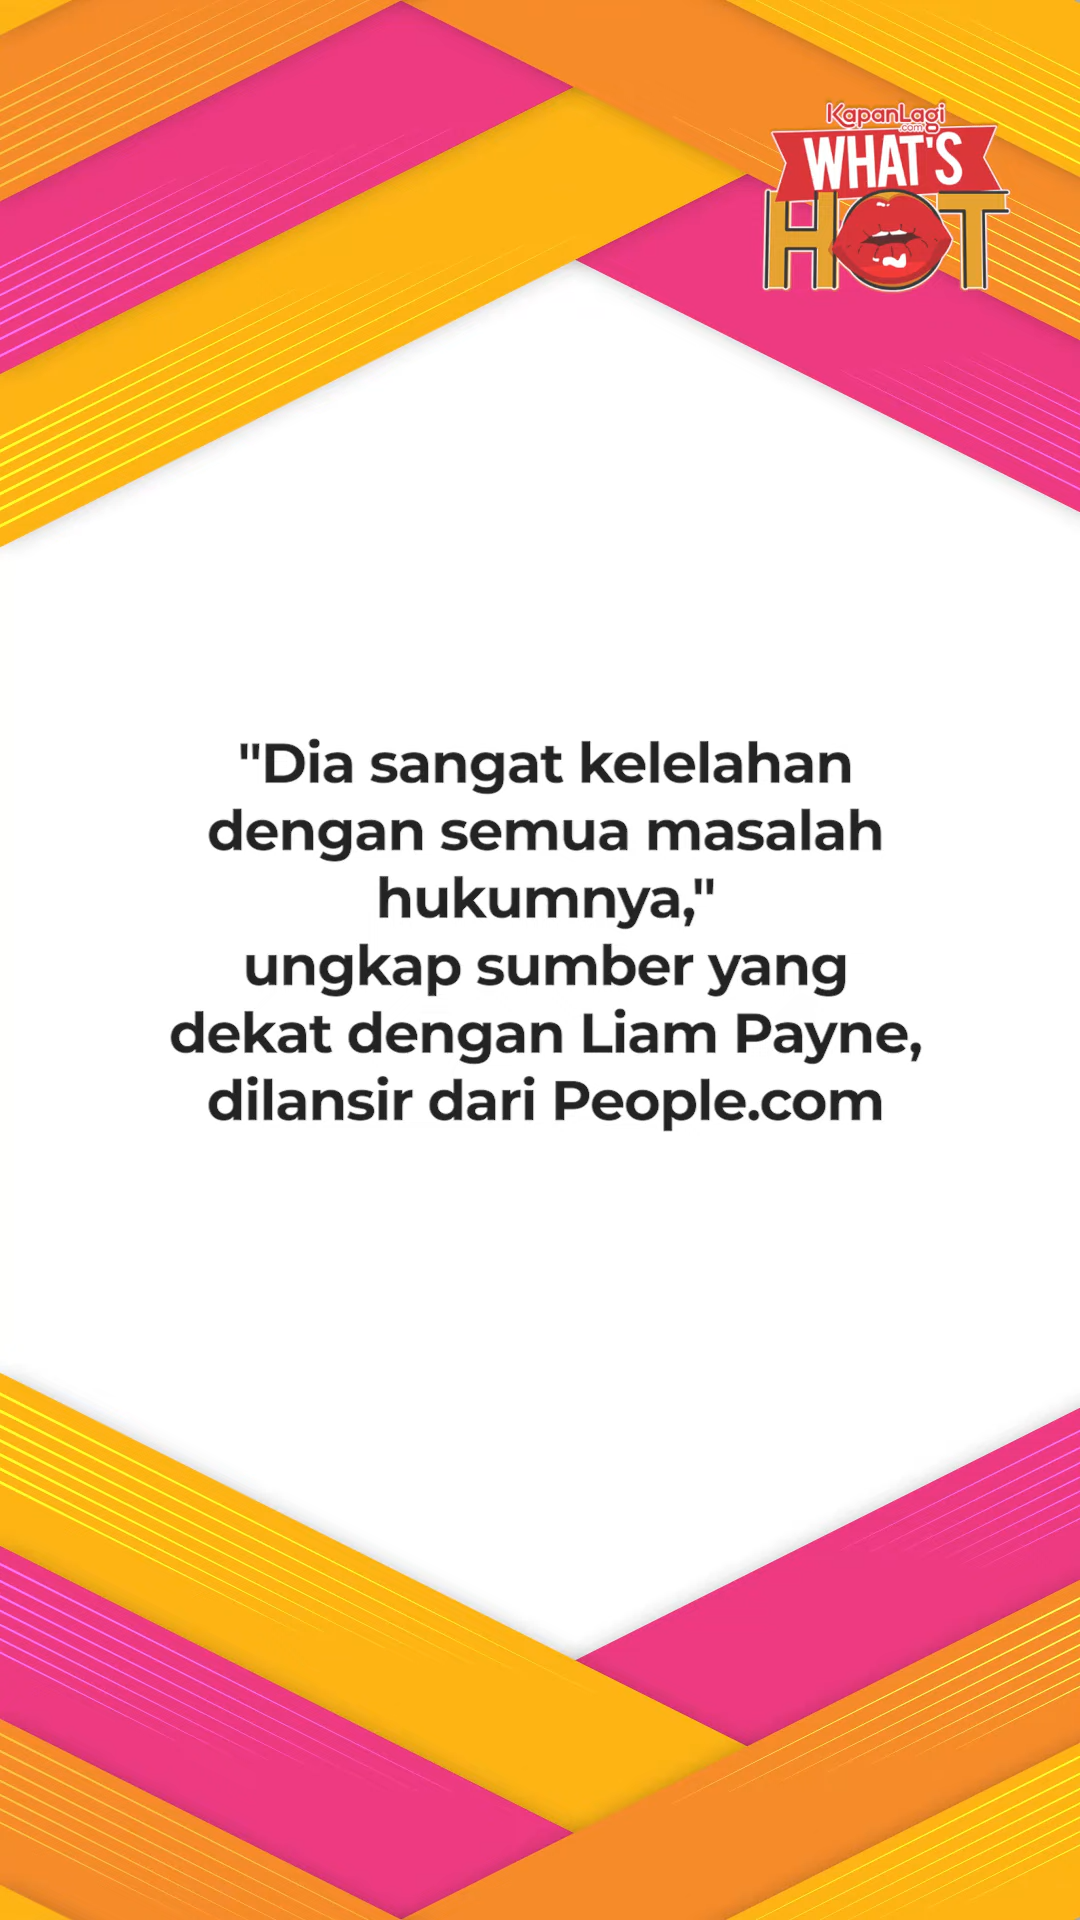 KapanLagi
.com
WHAT'S
HOT
"Dia sangat kelelahan
dengan semua masalah
hukumnya,"
ungkap sumber yang
dekat dengan Liam Payne,
dilansir dari People.com